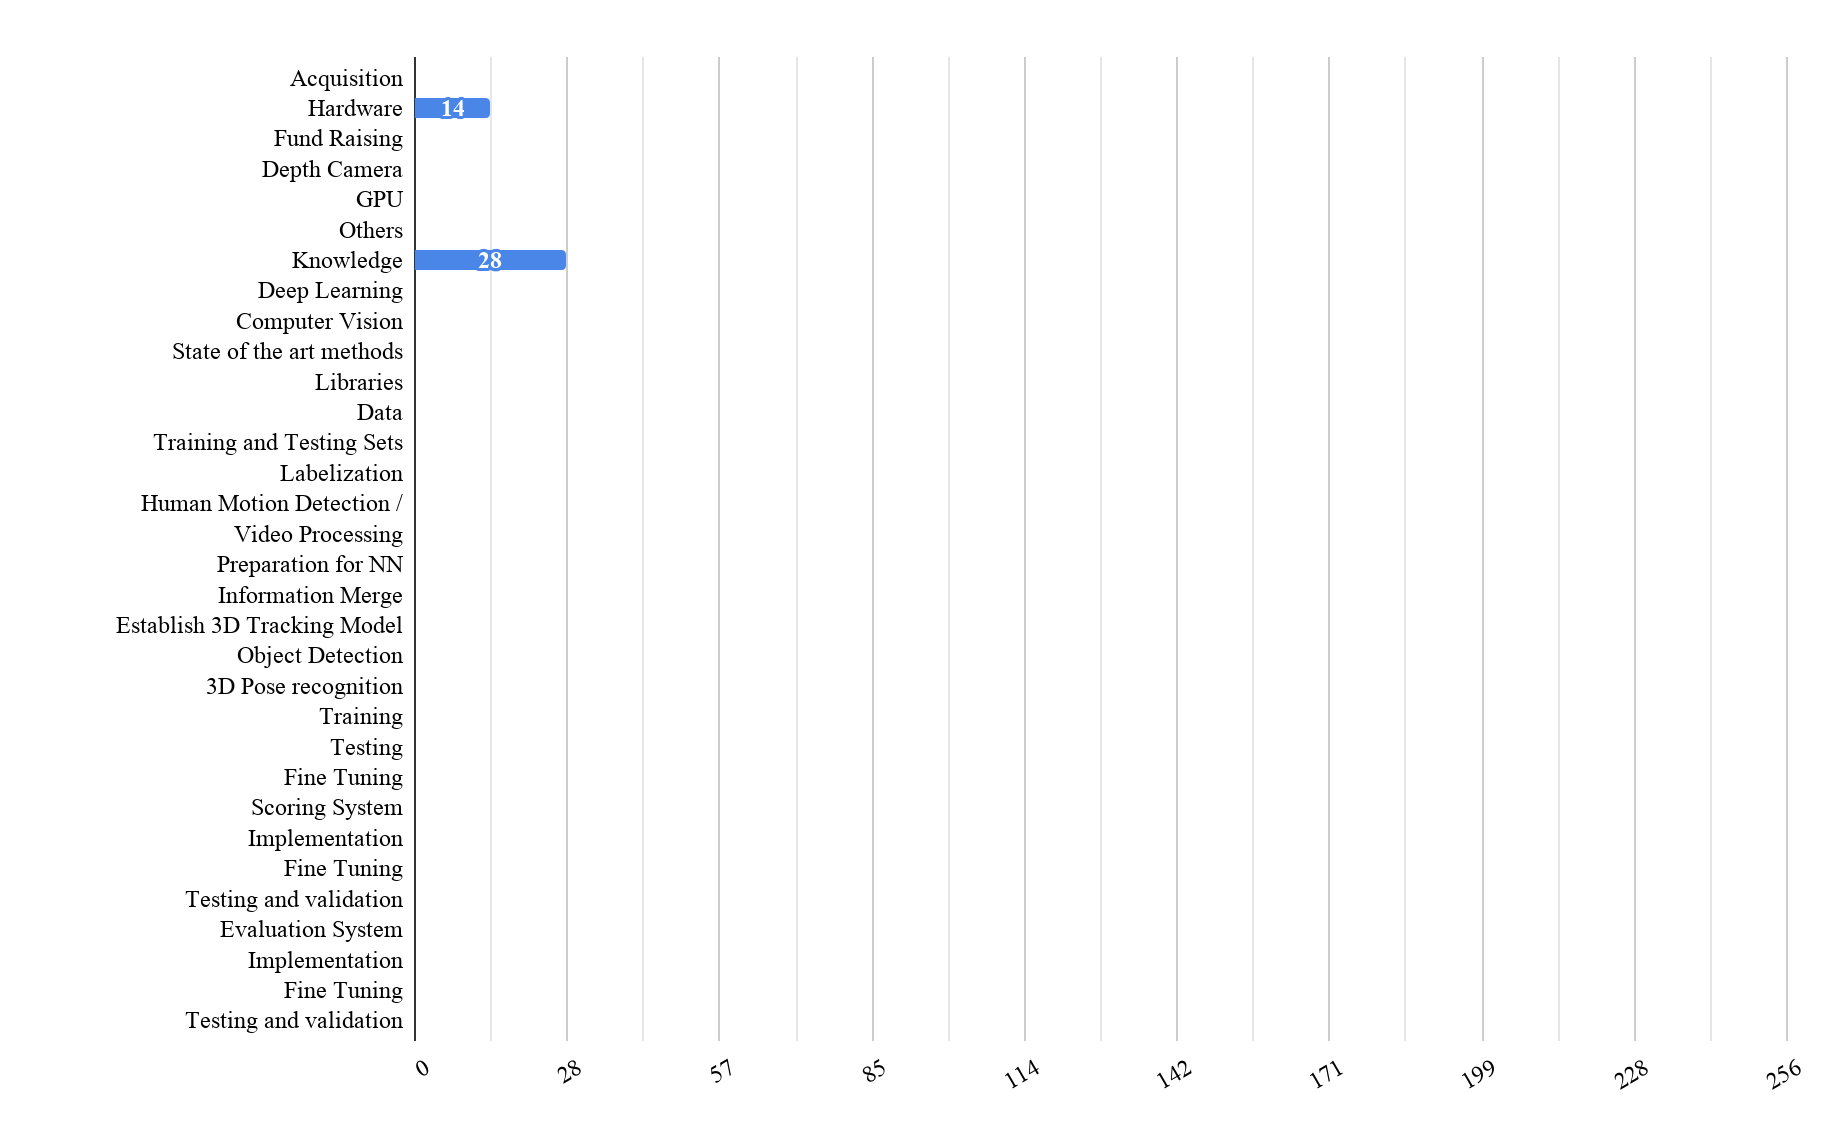 Acquisition
Hardware
14
Fund Raising
Depth Camera
GPU
Others
Knowledge
28
Deep Learning
Computer Vision
State of the art methods
Libraries
Data
Training and Testing Sets
Labelization
Human Motion Detection /
Video Processing
Preparation for NN
Information Merge
Establish 3D Tracking Model
Object Detection
3D Pose recognition
Training
Testing
Fine Tuning
Scoring System
Implementation
Fine Tuning
Testing and validation
Evaluation System
Implementation
Fine Tuning
Testing and validation
0 28 57 85 114 142 171 199 228 256